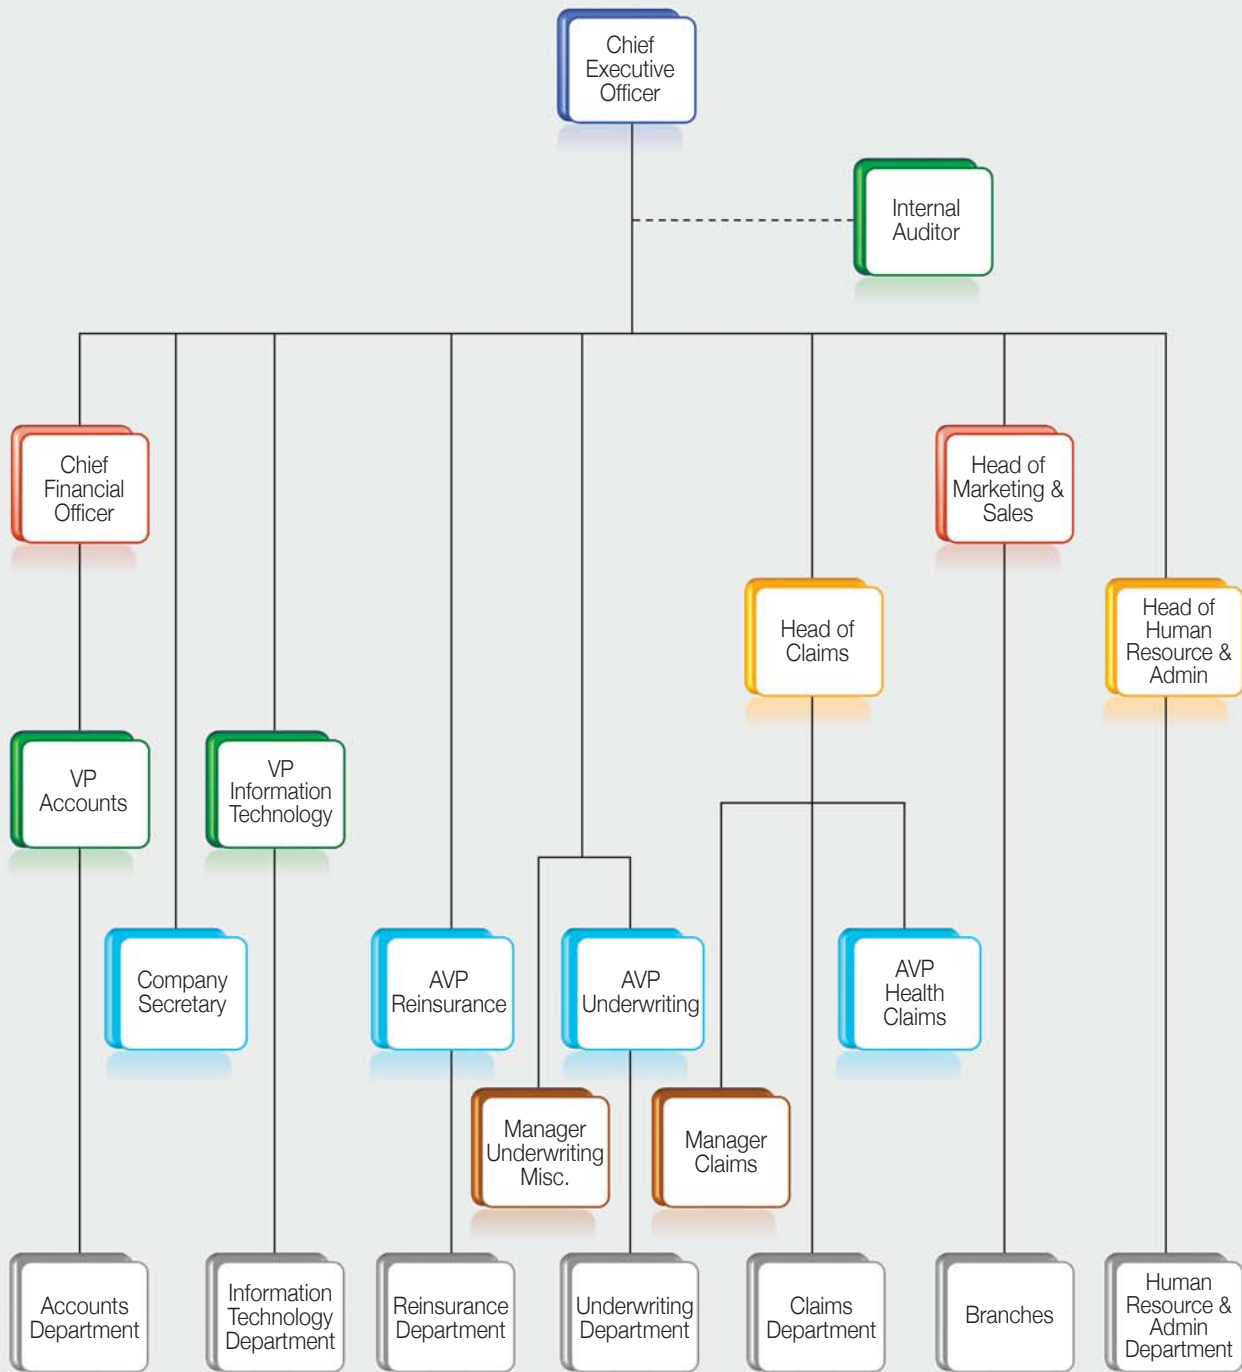 Chief
Executive
Officer
Internal
Auditor
Chief
Financial
Officer
Head of
Marketing &
Sales
Head of
Claims
Head of
Human
Resource &
Admin
VP
Accounts
VP
Information
Technology
Company
Secretary
AVP
Reinsurance
AVP
Underwriting
AVP
Health
Claims
Manager
Underwriting
Misc.
Manager
Claims
Accounts
Department
Information
Technology
Department
Reinsurance
Department
Underwriting
Department
Claims
Department
Branches
Human
Resource &
Admin
Department